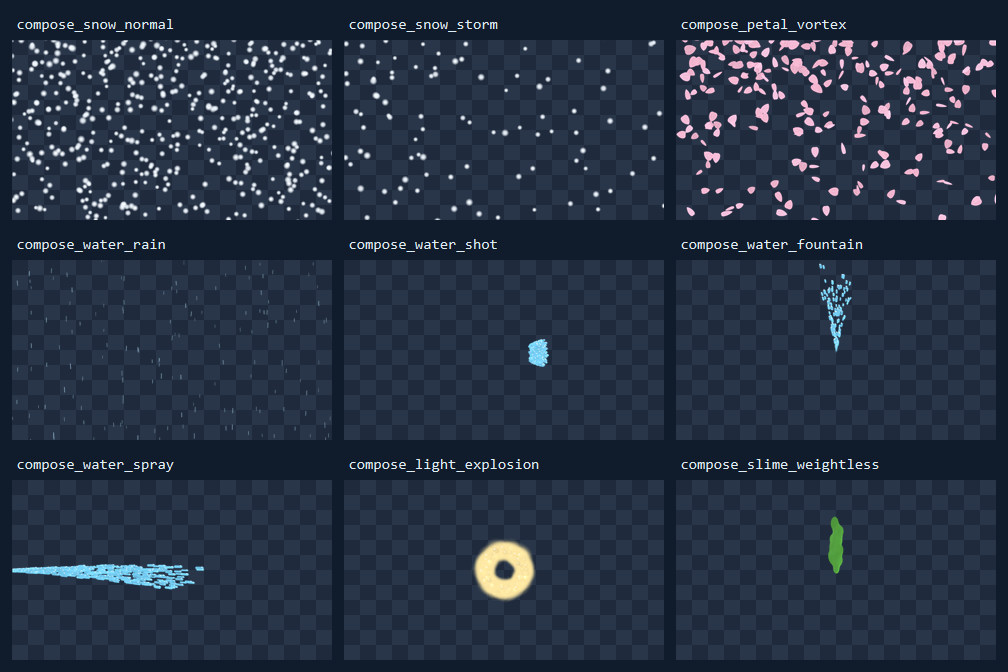 compose_snow_normal
compose_snow_storm
compose_petal_vortex
compose_water_rain
compose_water_shot
compose_water_fountain
compose_water_spray
compose_light_explosion
compose_slime_weightless